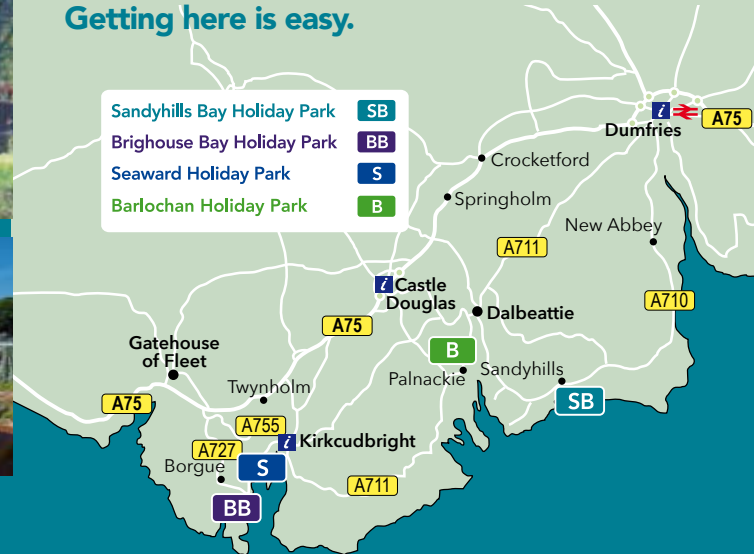 Getting here is easy.
Sandyhills Bay Holiday Park SB
Brighouse Bay Holiday Park BB
Seaward Holiday Park S
Barlochan Holiday Park B
i
A75
Dumfries
Crocketford
Springholm
New Abbey
A711
i Castle
Douglas
A710
Dalbeattie
A75
Gatehouse
of Fleet
B
Palnackie
Sandyhills
Twynholm
SB
A75
A755
i Kirkcudbright
A727
Borgue
S
A711
BB